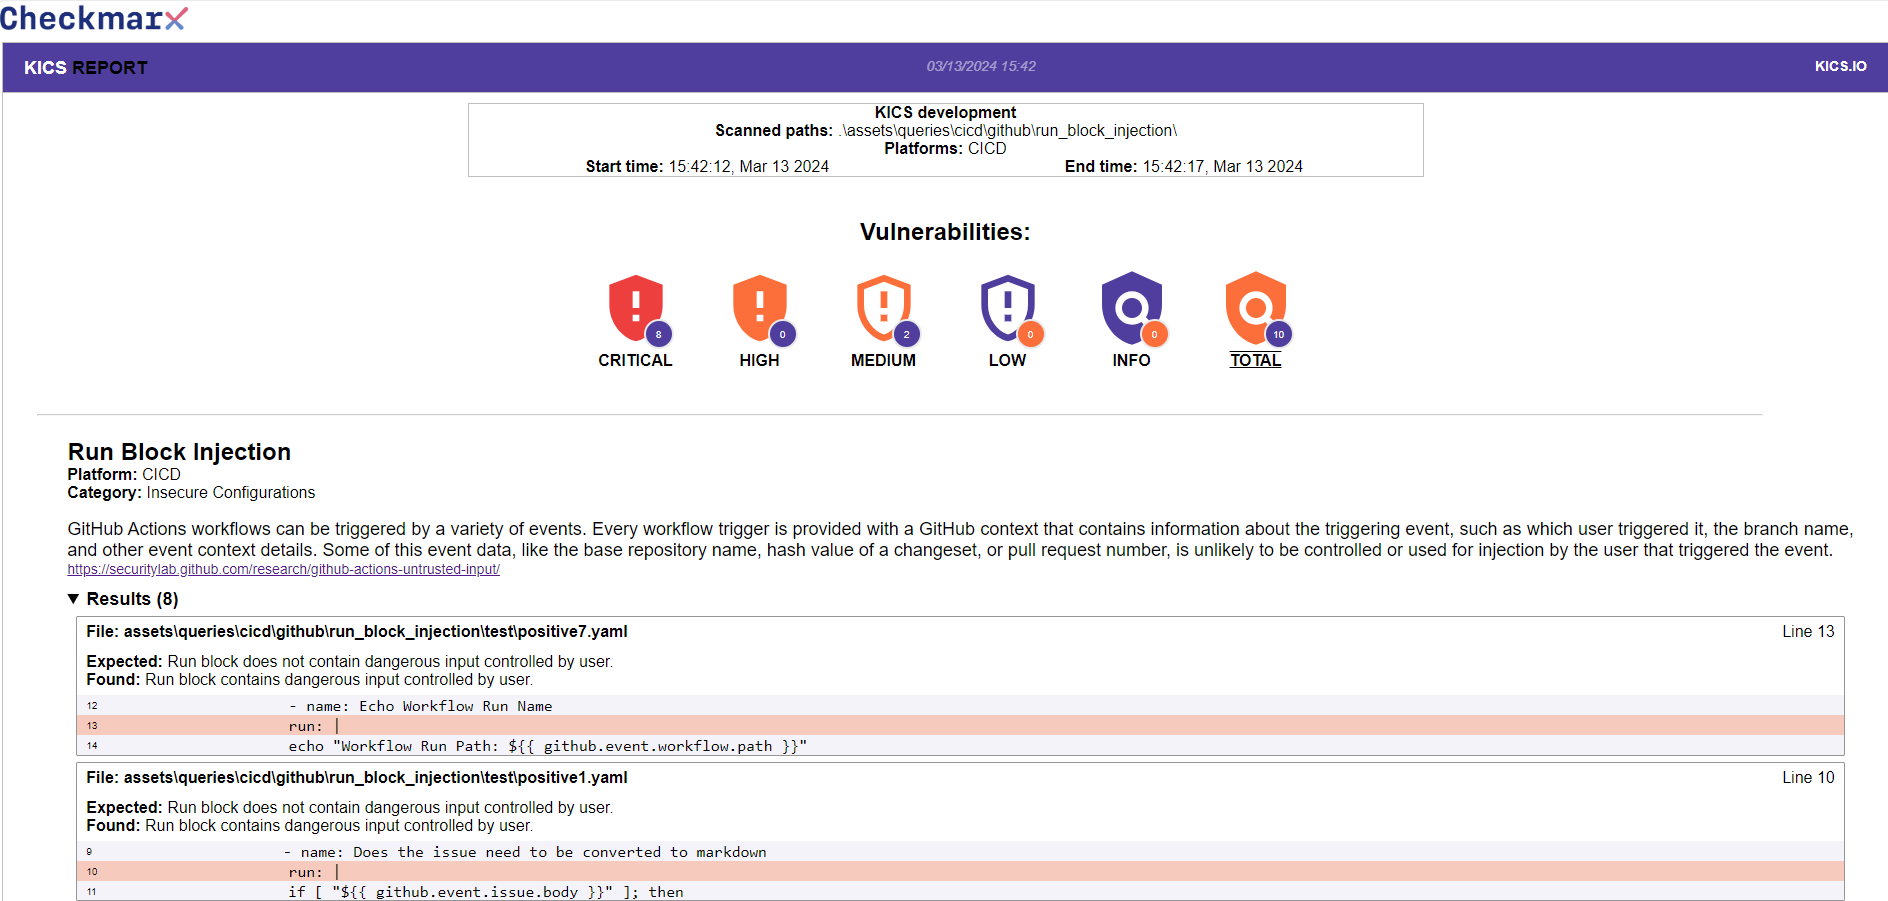 Checkmarx
KICS REPORT
03/13/2024 15:42
KICS.IO
KICS development
Scanned paths: .\assets\queries\cicd\github\run_block_injection\
Platforms: CICD
Start time: 15:42:12, Mar 13 2024
End time: 15:42:17, Mar 13 2024
Vulnerabilities:
8
0
2
0
0
10
CRITICAL
HIGH
MEDIUM
LOW
INFO
TOTAL
Run Block Injection
Platform: CICD
Category: Insecure Configurations
GitHub Actions workflows can be triggered by a variety of events. Every workflow trigger is provided with a GitHub context that contains information about the triggering event, such as which user triggered it, the branch name,
and other event context details. Some of this event data, like the base repository name, hash value of a changeset, or pull request number, is unlikely to be controlled or used for injection by the user that triggered the event.
https://securitylab.github.com/research/github-actions-untrusted-input/
▼ Results (8)
File: assets\queries\cicd\github\run_block_injection\test\positive7.yaml
Line 13
Expected: Run block does not contain dangerous input controlled by user.
Found: Run block contains dangerous input controlled by user.
12 - name: Echo Workflow Run Name
13 run: |
14 echo "Workflow Run Path: ${{ github.event.workflow.path }}"
File: assets\queries\cicd\github\run_block_injection\test\positive1.yaml
Line 10
Expected: Run block does not contain dangerous input controlled by user.
Found: Run block contains dangerous input controlled by user.
9 - name: Does the issue need to be converted to markdown
10 run: |
11 if [ "${{ github.event.issue.body }}" ]; then